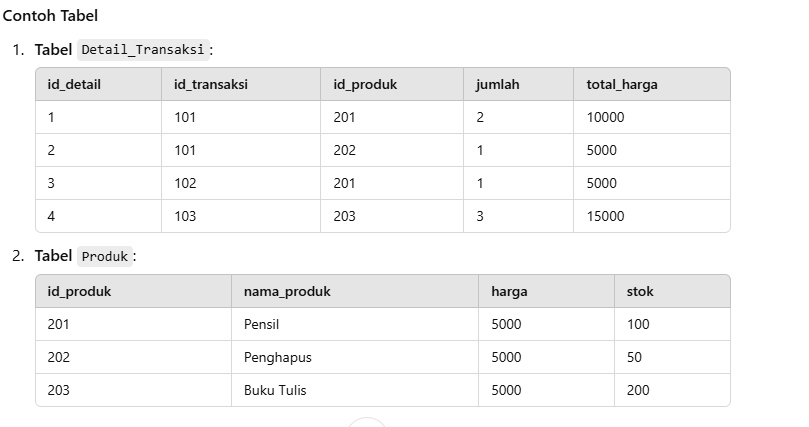 Contoh Tabel
1. Tabel Detail_Transaksi:
id_detail id_transaksi id_produk jumlah total_harga
1 101 201 2 10000
2 101 202 1 5000
3 102 201 1 5000
4 103 203 3 15000
2. Tabel Produk:
id_produk nama_produk harga stok
201 Pensil 5000 100
202 Penghapus 5000 50
203 Buku Tulis 5000 200